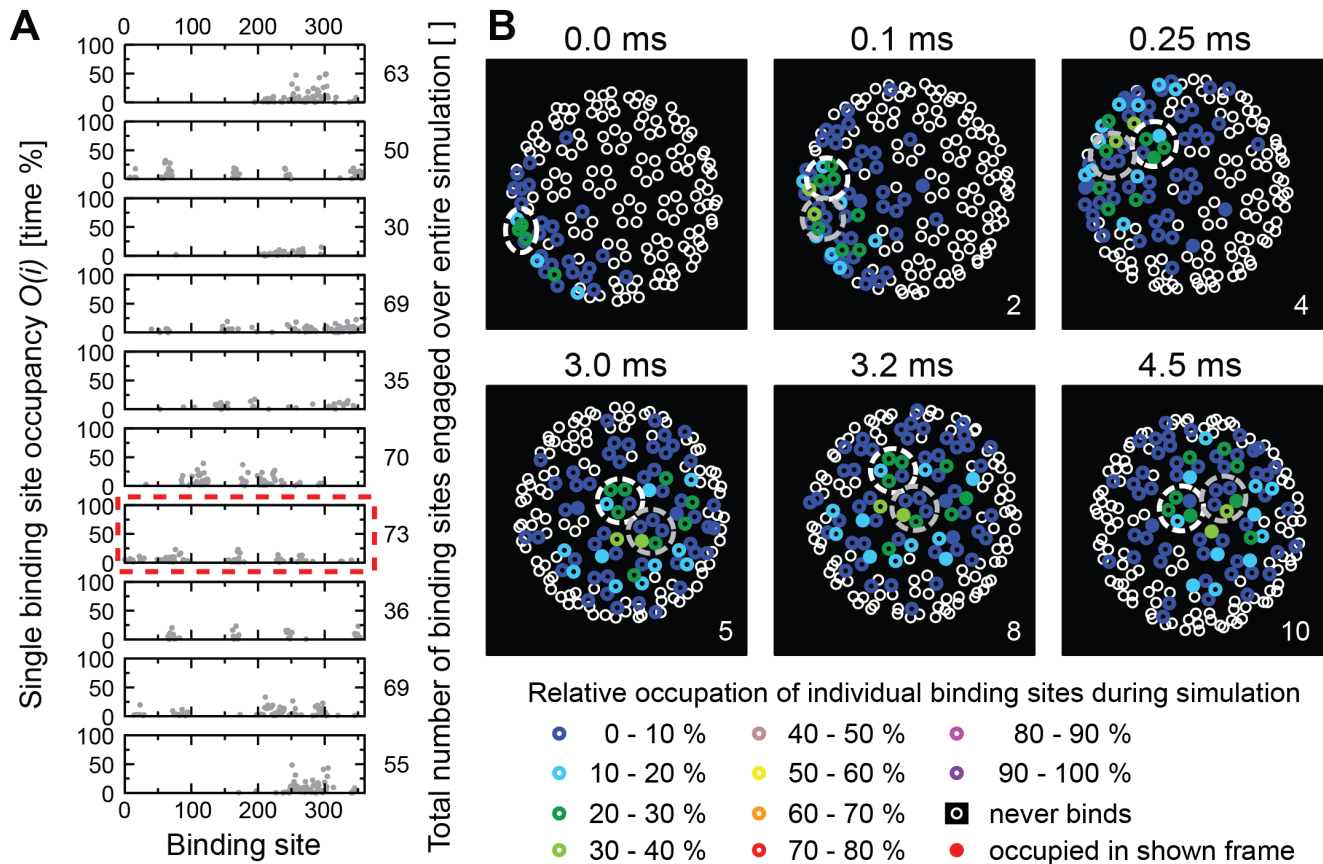 A
0 100 200 300
Single binding site occupancy O(i) [time %]
100
50
0
63
100
50
0
50
100
50
0
30
100
50
0
69
100
50
0
35
100
50
0
70
100
50
0
73
100
50
0
36
100
50
0
69
100
50
0
55
0 100 200 300
Binding site
Total number of binding sites engaged over entire simulation [ ]
B
0.0 ms 0.1 ms 0.25 ms
2 4
3.0 ms 3.2 ms 4.5 ms
5 8 10
Relative occupation of individual binding sites during simulation
0 - 10 % 40 - 50 % 80 - 90 %
10 - 20 % 50 - 60 % 90 - 100 %
20 - 30 % 60 - 70 % never binds
30 - 40 % 70 - 80 % occupied in shown frame